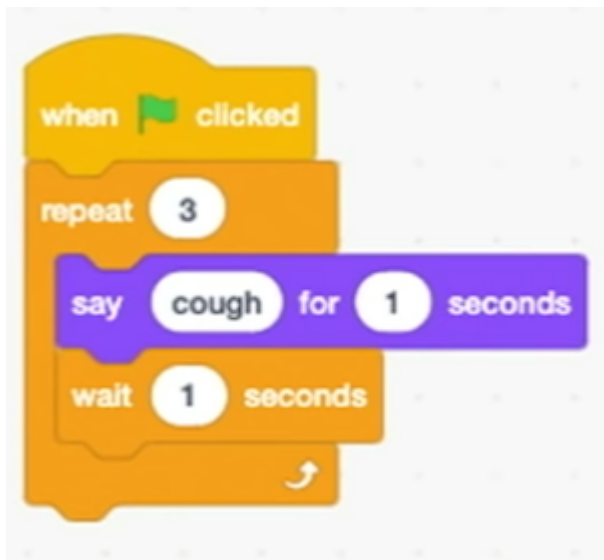 when clicked
repeat 3
say cough for 1 seconds
wait 1 seconds